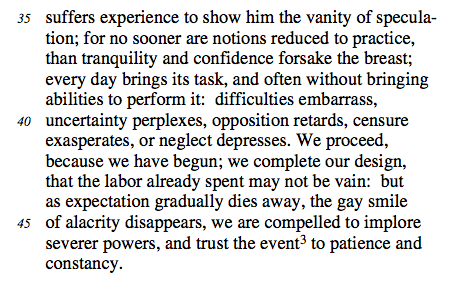 35 suffers experience to show him the vanity of specula-
tion; for no sooner are notions reduced to practice,
than tranquility and confidence forsake the breast;
every day brings its task, and often without bringing
abilities to perform it: difficulties embarrass,
40 uncertainty perplexes, opposition retards, censure
exasperates, or neglect depresses. We proceed,
because we have begun; we complete our design,
that the labor already spent may not be vain: but
as expectation gradually dies away, the gay smile
45 of alacrity disappears, we are compelled to implore
severer powers, and trust the event³ to patience and
constancy.